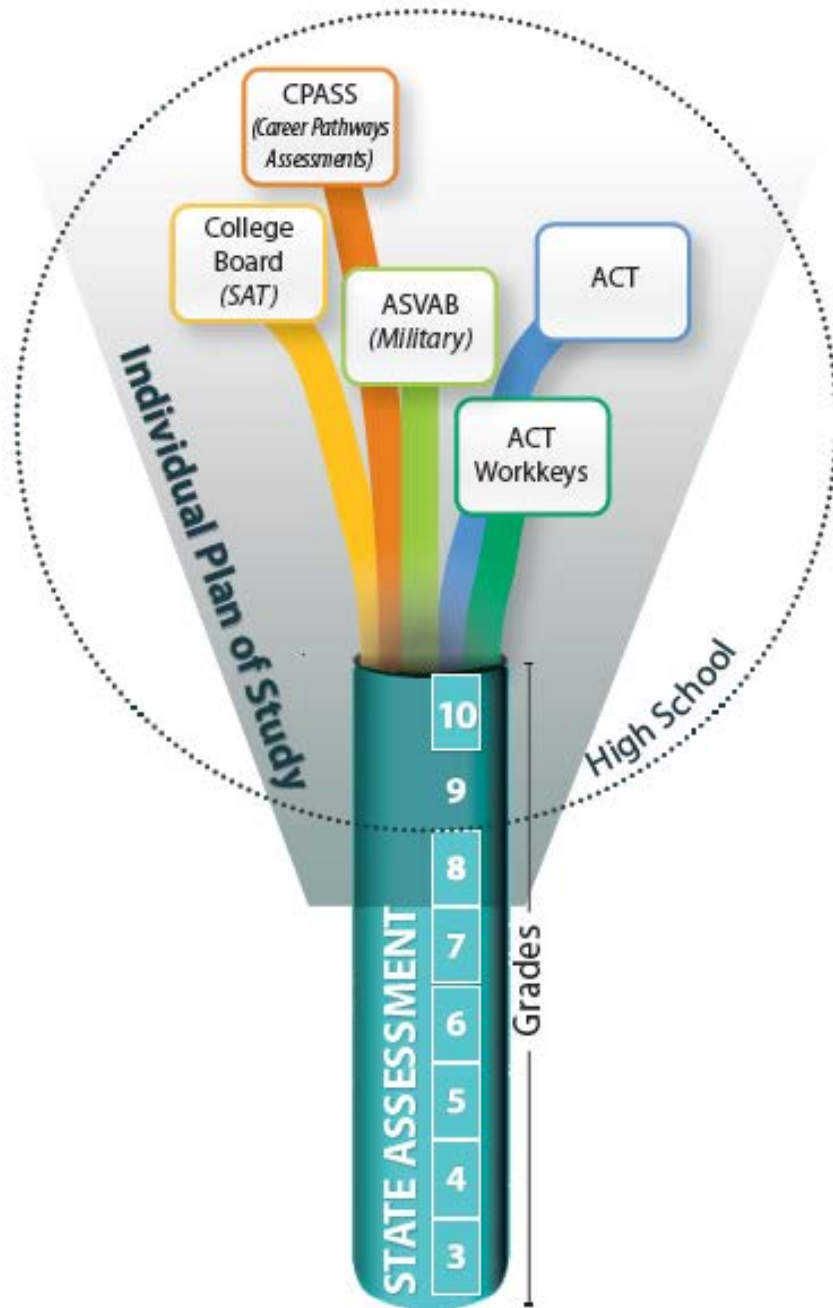 CPASS
(Career Pathways
Assessments)
College
Board
(SAT)
ASVAB
(Military)
ACT
ACT
Workkeys
Individual Plan of Study
High School
10
9
8
7
6
5
4
3
STATE ASSESSMENT
Grades